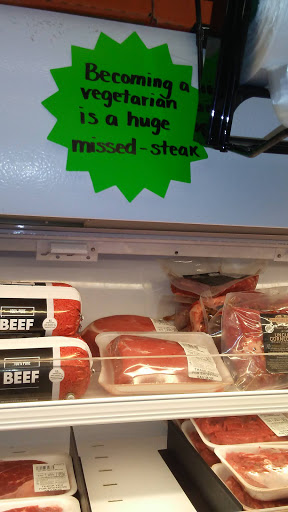 Becoming a
vegetarian
is a huge
missed-steak
BEEF
BEEF